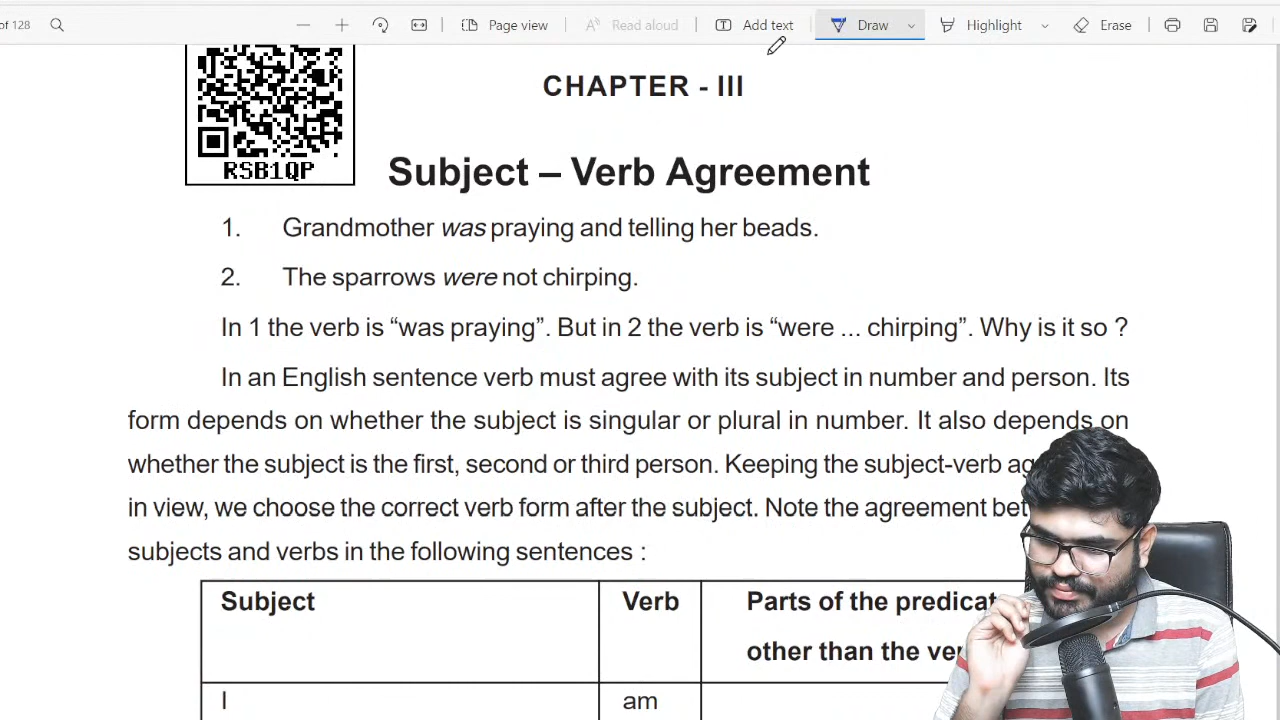 of 128 Page view Read aloud Add text Draw Highlight Erase
RSB1QP
CHAPTER - III
Subject – Verb Agreement
1. Grandmother was praying and telling her beads.
2. The sparrows were not chirping.
In 1 the verb is “was praying”. But in 2 the verb is “were ... chirping”. Why is it so ?
In an English sentence verb must agree with its subject in number and person. Its
form depends on whether the subject is singular or plural in number. It also depends on
whether the subject is the first, second or third person. Keeping the subject-verb
in view, we choose the correct verb form after the subject. Note the agreement
subjects and verbs in the following sentences :
Subject Verb Parts of the
other than the
I am